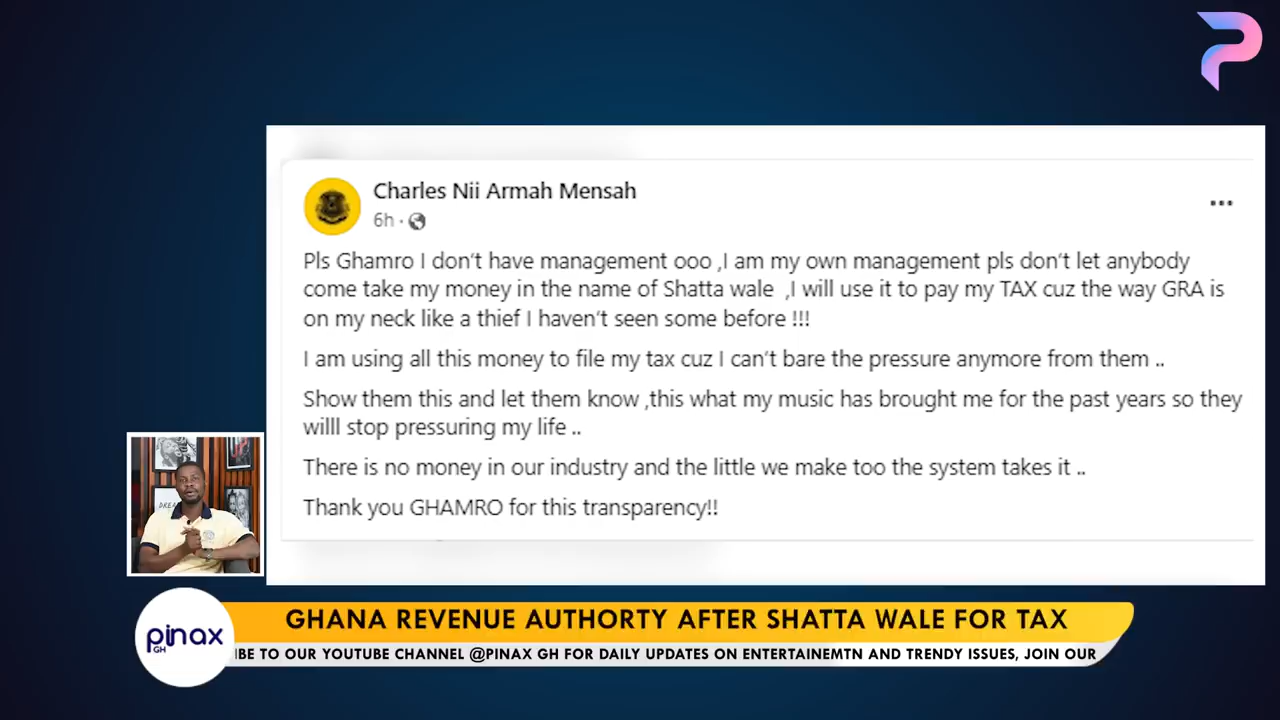 Charles Nii Armah Mensah
6h ·
Pls Ghamro I don't have management ooo ,I am my own management pls don't let anybody
come take my money in the name of Shatta wale ,I will use it to pay my TAX cuz the way GRA is
on my neck like a thief I haven't seen some before !!!
I am using all this money to file my tax cuz I can't bare the pressure anymore from them ..
Show them this and let them know ,this what my music has brought me for the past years so they
willl stop pressuring my life ..
There is no money in our industry and the little we make too the system takes it ..
Thank you GHAMRO for this transparency!!
pinax
GH
GHANA REVENUE AUTHORTY AFTER SHATTA WALE FOR TAX
IBE TO OUR YOUTUBE CHANNEL @PINAX GH FOR DAILY UPDATES ON ENTERTAINEMTN AND TRENDY ISSUES, JOIN OUR